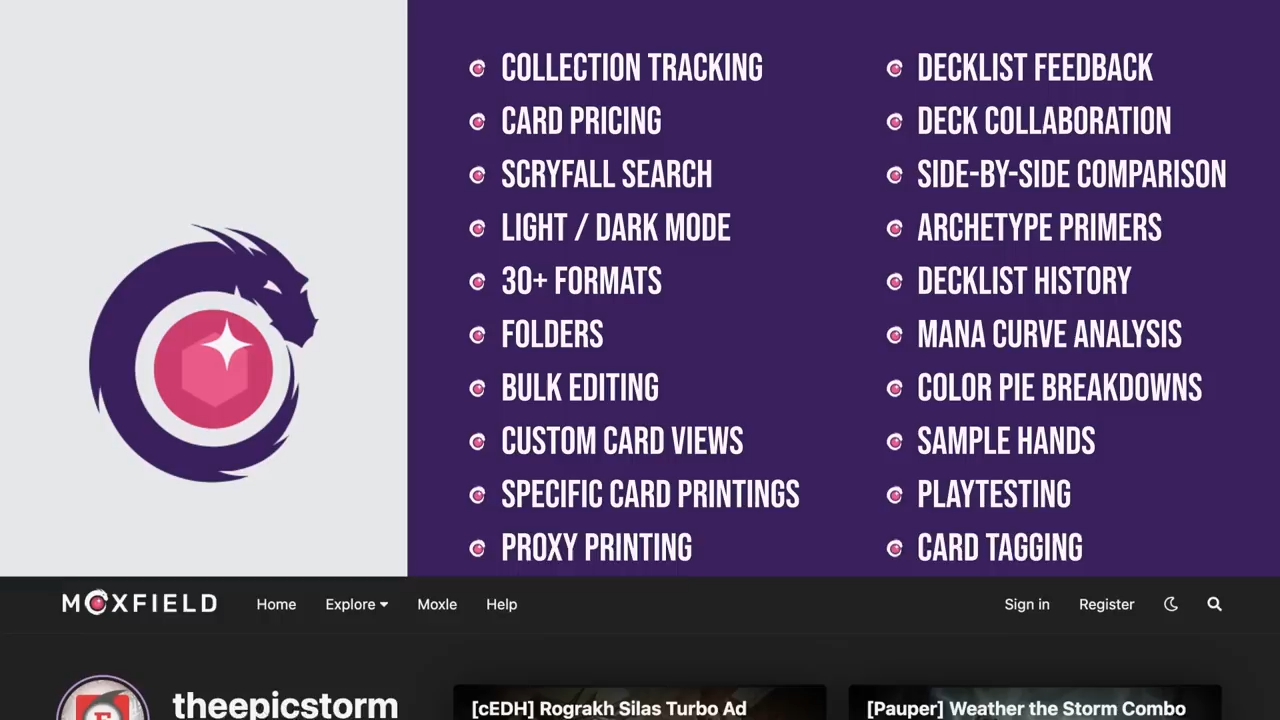 COLLECTION TRACKING
CARD PRICING
SCRYFALL SEARCH
LIGHT / DARK MODE
30+ FORMATS
FOLDERS
BULK EDITING
CUSTOM CARD VIEWS
SPECIFIC CARD PRINTINGS
PROXY PRINTING
DECKLIST FEEDBACK
DECK COLLABORATION
SIDE-BY-SIDE COMPARISON
ARCHETYPE PRIMERS
DECKLIST HISTORY
MANA CURVE ANALYSIS
COLOR PIE BREAKDOWNS
SAMPLE HANDS
PLAYTESTING
CARD TAGGING
MOXFIELD Home Explore Moxle Help Sign in Register
theepicstorm
[cEDH] Rograkh Silas Turbo Ad
[Pauper] Weather the Storm Combo